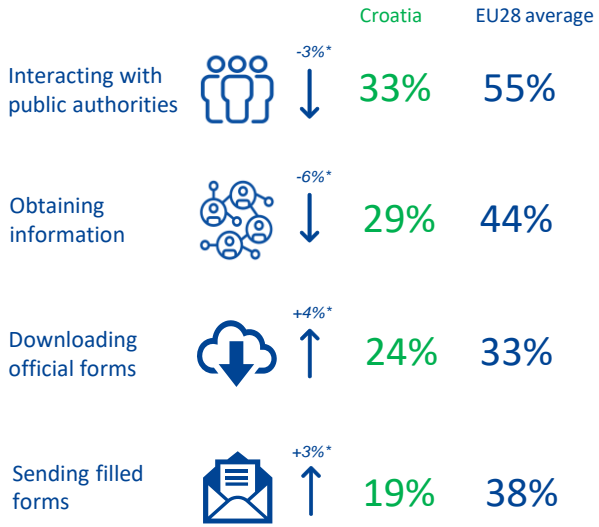 Croatia EU28 average
Interacting with
public authorities
-3%*
33% 55%
Obtaining
information
-6%*
29% 44%
Downloading
official forms
+4%*
24% 33%
Sending filled
forms
+3%*
19% 38%